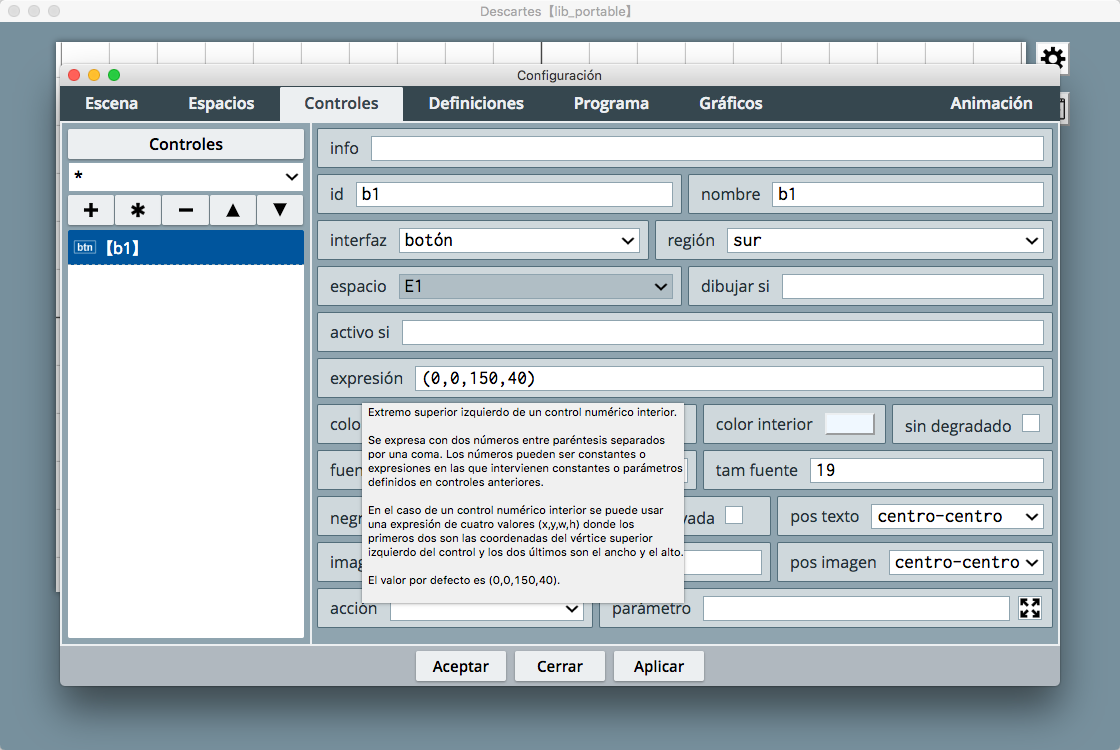 Descartes【lib_portable】
Configuración
Escena Espacios Controles Definiciones Programa Gráficos Animación
Controles
*
+ * − ▲ ▼
btn 【b1】
info
id b1 nombre b1
interfaz botón región sur
espacio E1 dibujar si
activo si
expresión (0,0,150,40)
colo color interior sin degradado
fuen tam fuente 19
negr vada pos texto centro-centro
imag pos imagen centro-centro
acción parámetro
Extremo superior izquierdo de un control numérico interior.
Se expresa con dos números entre paréntesis separados
por una coma. Los números pueden ser constantes o
expresiones en las que intervienen constantes o parámetros
definidos en controles anteriores.
En el caso de un control numérico interior se puede usar
una expresión de cuatro valores (x,y,w,h) donde los
primeros dos son las coordenadas del vértice superior
izquierdo del control y los dos últimos son el ancho y el alto.
El valor por defecto es (0,0,150,40).
Aceptar Cerrar Aplicar